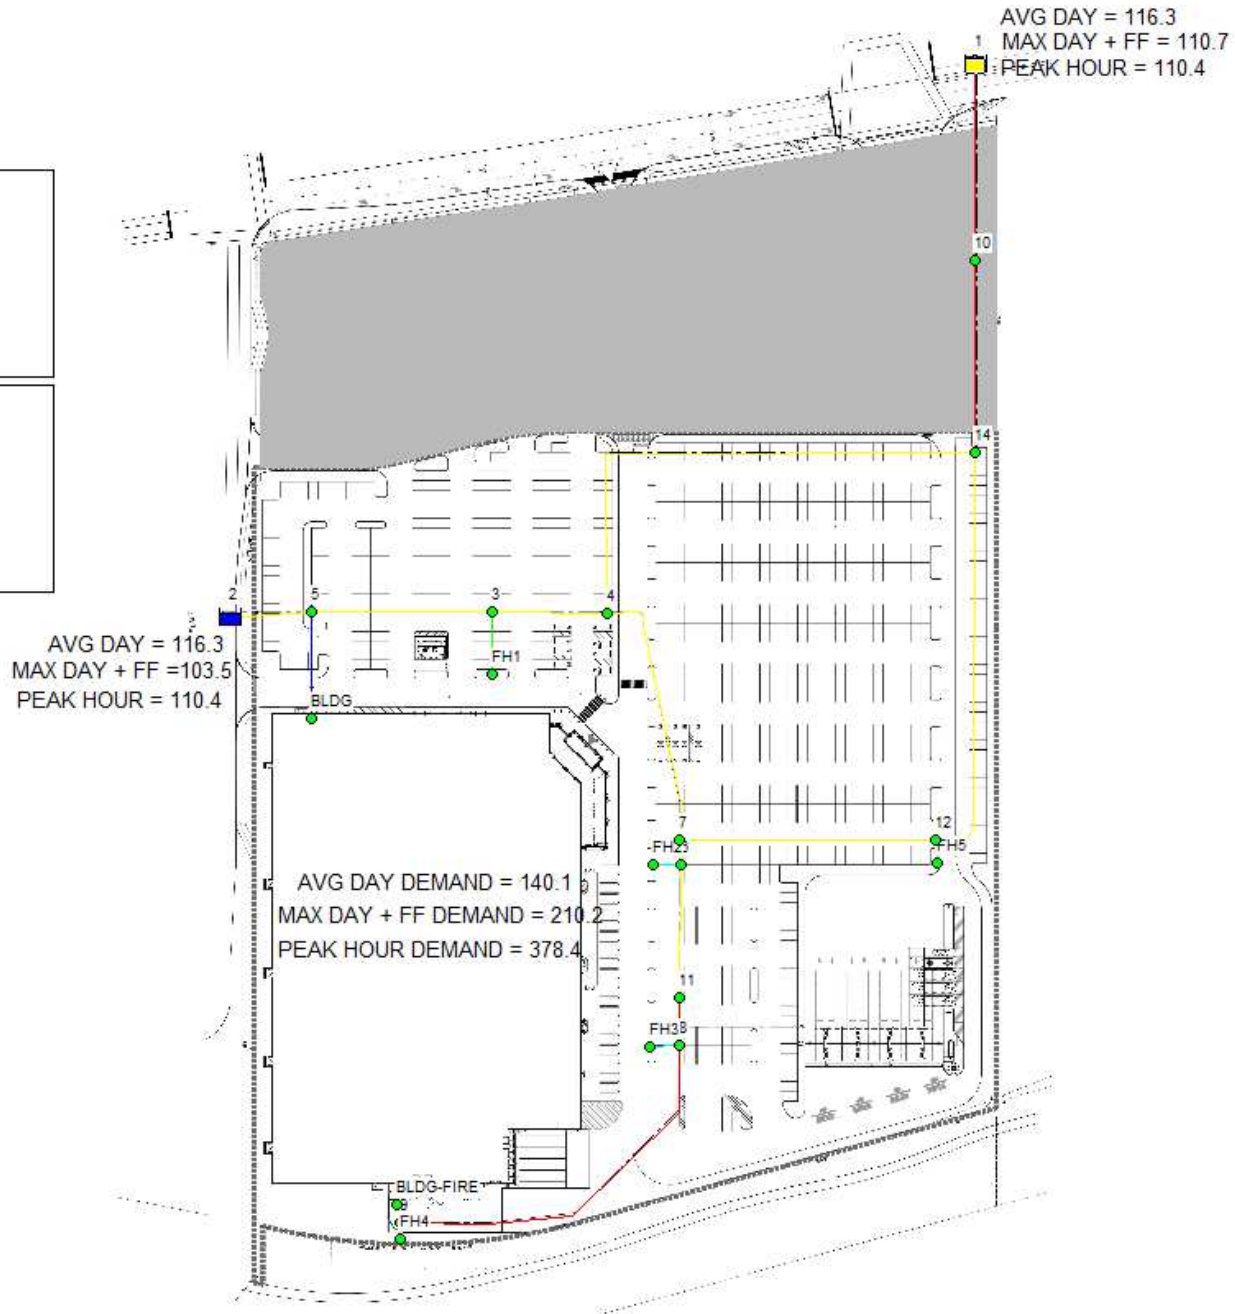 AVG DAY = 116.3
1 MAX DAY + FF = 110.7
PEAK HOUR = 110.4
10
14
2
5
3
4
AVG DAY = 116.3
MAX DAY + FF =103.5
PEAK HOUR = 110.4
FH1
BLDG
7
12
FH23
FH5
AVG DAY DEMAND = 140.1
MAX DAY + FF DEMAND = 210.2
PEAK HOUR DEMAND = 378.4
11
FH38
BLDG-FIRE
9
FH4